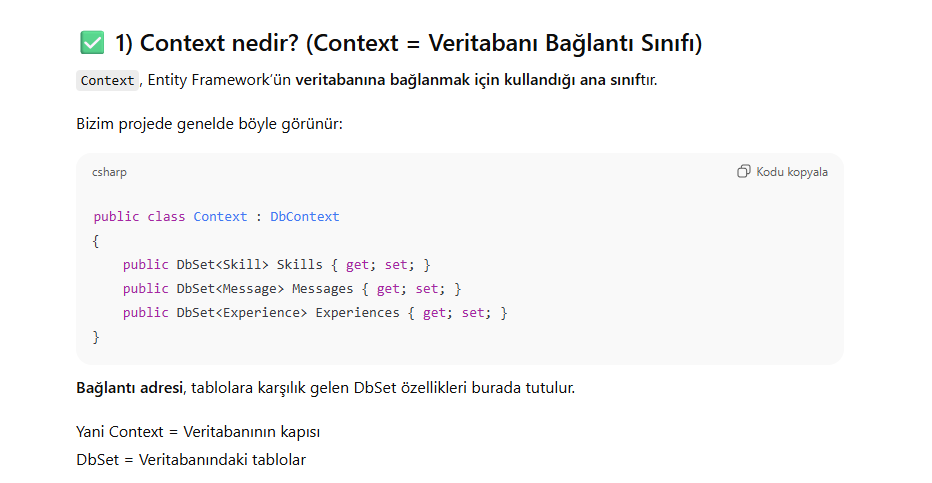 ✅ 1) Context nedir? (Context = Veritabanı Bağlantı Sınıfı)
Context, Entity Framework’ün veritabanına bağlanmak için kullandığı ana sınıftır.
Bizim projede genelde böyle görünür:
csharp
Kodu kopyala
public class Context : DbContext
{
    public DbSet<Skill> Skills { get; set; }
    public DbSet<Message> Messages { get; set; }
    public DbSet<Experience> Experiences { get; set; }
}
Bağlantı adresi, tablolara karşılık gelen DbSet özellikleri burada tutulur.
Yani Context = Veritabanının kapısı
DbSet = Veritabanındaki tablolar